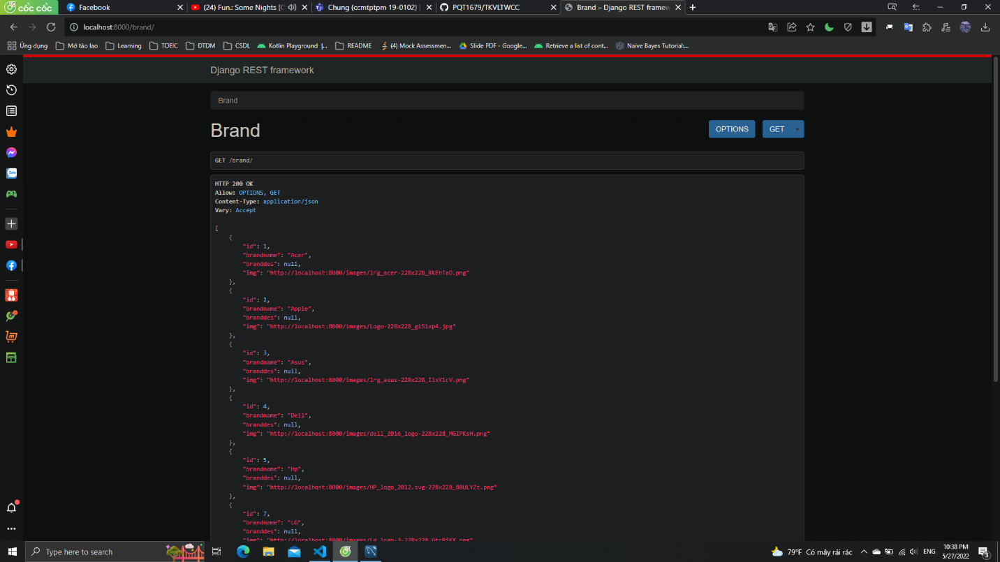 cốc cốc
Facebook
(24) Fun.: Some Nights [O
Chung (ccmtptpm 19-0102) |
PQT1679/TKVLTWCC
Brand – Django REST framew
localhost:8000/brand/
Ứng dụng
Mở táo lao
Learning
TOEIC
DTDM
CSDL
Kotlin Playground |...
README
(4) Mock Assessmen...
Slide PDF - Google...
Retrieve a list of cont...
Naive Bayes Tutorial:...
Django REST framework
Brand
Brand
OPTIONS
GET
GET /brand/
HTTP 200 OK
Allow: OPTIONS, GET
Content-Type: application/json
Vary: Accept
[
{
"id": 1,
"brandname": "Acer",
"branddes": null,
"img": "http://localhost:8000/images/lrg_acer-228x228_RKEhTaO.png"
},
{
"id": 2,
"brandname": "Apple",
"branddes": null,
"img": "http://localhost:8000/images/Logo-228x228_gi51xp4.jpg"
},
{
"id": 3,
"brandname": "Asus",
"branddes": null,
"img": "http://localhost:8000/images/lrg_asus-228x228_IlxY1cV.png"
},
{
"id": 4,
"brandname": "Dell",
"branddes": null,
"img": "http://localhost:8000/images/dell_2016_logo-228x228_MGIPKsH.png"
},
{
"id": 5,
"brandname": "Hp",
"branddes": null,
"img": "http://localhost:8000/images/HP_logo_2012.svg-228x228_80ULYZz.png"
},
{
"id": 7,
"brandname": "LG",
"branddes": null,
"img": "http://localhost:8000/images/Lg_logo-3-228x228_GtcBjKX.png"
Zalo
Type here to search
79°F Có mây rải rác
ENG
10:38 PM
5/27/2022
3